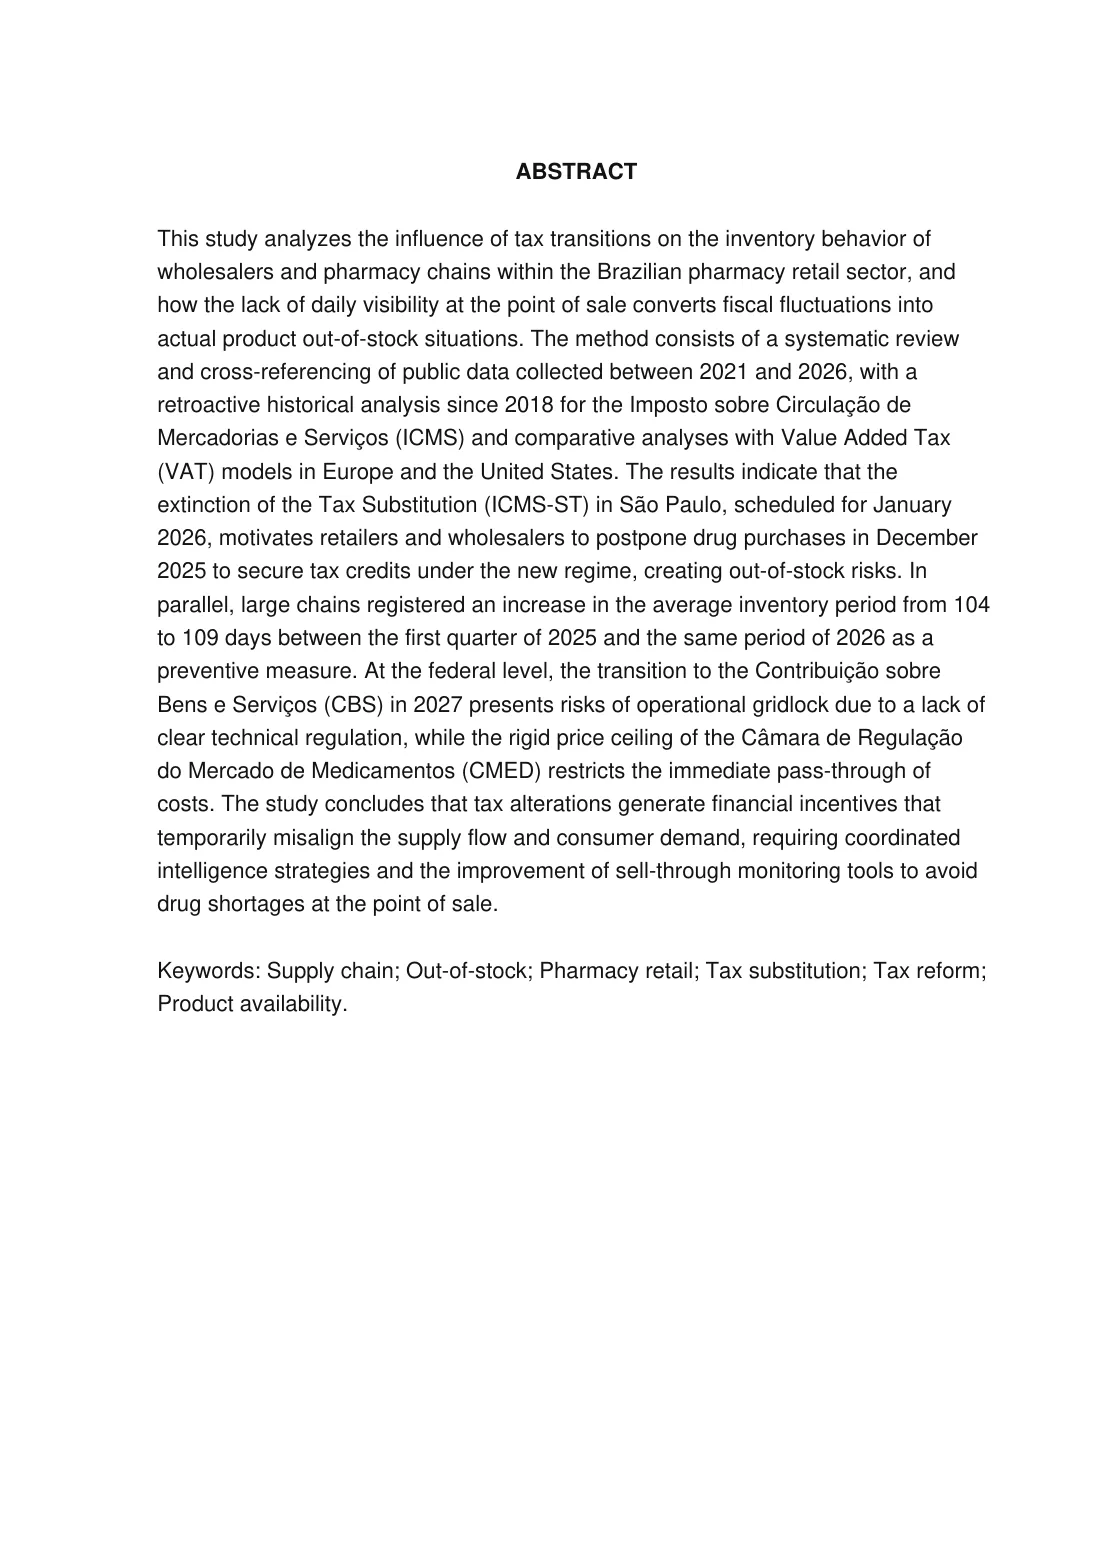 ABSTRACT
This study analyzes the influence of tax transitions on the inventory behavior of
wholesalers and pharmacy chains within the Brazilian pharmacy retail sector, and
how the lack of daily visibility at the point of sale converts fiscal fluctuations into
actual product out-of-stock situations. The method consists of a systematic review
and cross-referencing of public data collected between 2021 and 2026, with a
retroactive historical analysis since 2018 for the Imposto sobre Circulação de
Mercadorias e Serviços (ICMS) and comparative analyses with Value Added Tax
(VAT) models in Europe and the United States. The results indicate that the
extinction of the Tax Substitution (ICMS-ST) in São Paulo, scheduled for January
2026, motivates retailers and wholesalers to postpone drug purchases in December
2025 to secure tax credits under the new regime, creating out-of-stock risks. In
parallel, large chains registered an increase in the average inventory period from 104
to 109 days between the first quarter of 2025 and the same period of 2026 as a
preventive measure. At the federal level, the transition to the Contribuição sobre
Bens e Serviços (CBS) in 2027 presents risks of operational gridlock due to a lack of
clear technical regulation, while the rigid price ceiling of the Câmara de Regulação
do Mercado de Medicamentos (CMED) restricts the immediate pass-through of
costs. The study concludes that tax alterations generate financial incentives that
temporarily misalign the supply flow and consumer demand, requiring coordinated
intelligence strategies and the improvement of sell-through monitoring tools to avoid
drug shortages at the point of sale.
Keywords: Supply chain; Out-of-stock; Pharmacy retail; Tax substitution; Tax reform;
Product availability.